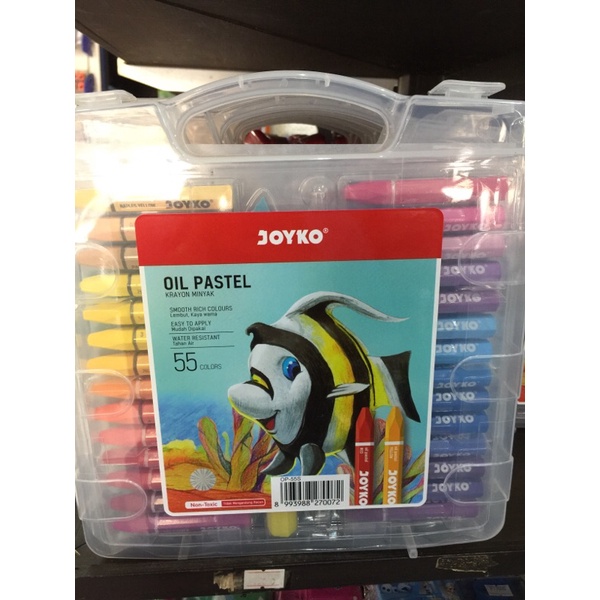 JOYKO®
JOYKO
OIL PASTEL
KRAYON MINYAK
SMOOTH RICH COLOURS
Lembut, Kaya warna
EASY TO APPLY
Mudah Dipakai
WATER RESISTANT
Tahan Air
55 COLORS
JOYKO
JOYKO
OP-55S
8 993988 270072
Non-Toxic
JOYKO
JOYKO
JOYKO
JOYKO
JOYKO